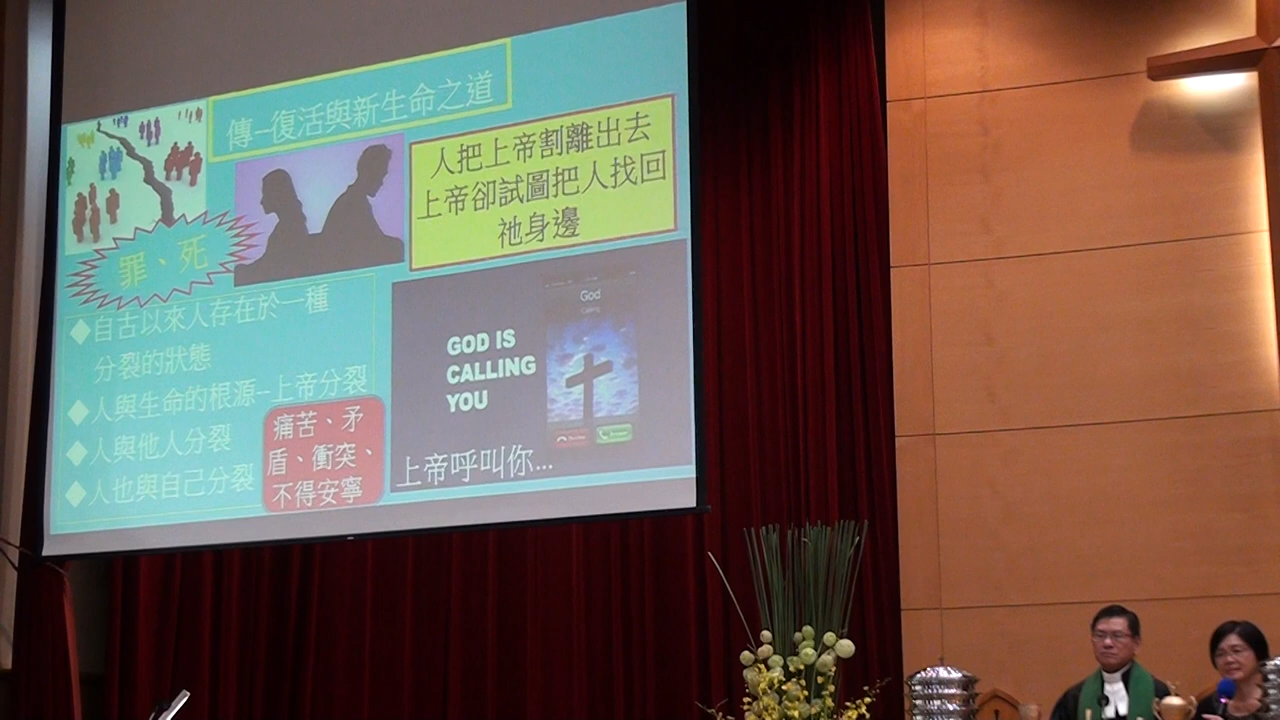 傳–復活與新生命之道
人把上帝割離出去
上帝卻試圖把人找回
祂身邊
罪、死
◆自古以來人存在於一種
分裂的狀態
◆人與生命的根源–上帝分裂
◆人與他人分裂
◆人也與自己分裂
痛苦、矛
盾、衝突、
不得安寧
God
Calling
GOD IS
CALLING
YOU
上帝呼叫你...